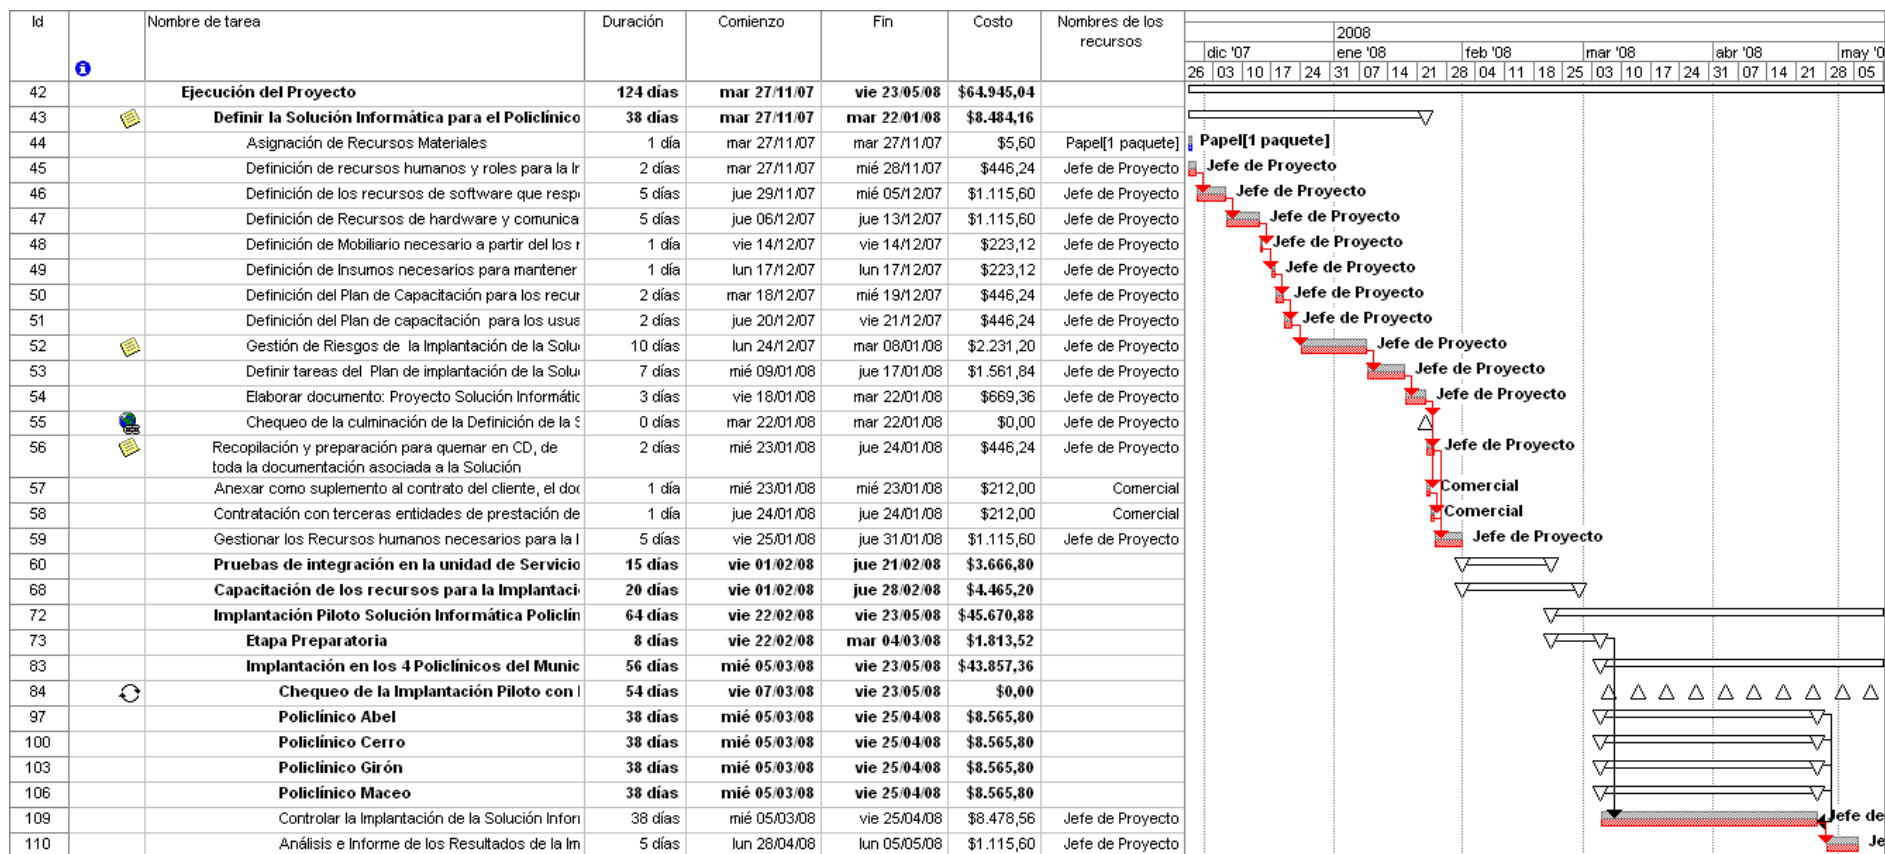 Id Nombre de tarea Duración Comienzo Fin Costo Nombres de los recursos
2008
dic '07 ene '08 feb '08 mar '08 abr '08 may '0
26 03 10 17 24 31 07 14 21 28 04 11 18 25 03 10 17 24 31 07 14 21 28 05
42 Ejecución del Proyecto 124 días mar 27/11/07 vie 23/05/08 $64.945,04
43 Definir la Solución Informática para el Policlínico 38 días mar 27/11/07 mar 22/01/08 $8.484,16
44 Asignación de Recursos Materiales 1 día mar 27/11/07 mar 27/11/07 $5,60 Papel[1 paquete] Papel[1 paquete]
45 Definición de recursos humanos y roles para la Ir 2 días mar 27/11/07 mié 28/11/07 $446,24 Jefe de Proyecto Jefe de Proyecto
46 Definición de los recursos de software que resp 5 días jue 29/11/07 mié 05/12/07 $1.115,60 Jefe de Proyecto Jefe de Proyecto
47 Definición de Recursos de hardware y comunica 5 días jue 06/12/07 jue 13/12/07 $1.115,60 Jefe de Proyecto Jefe de Proyecto
48 Definición de Mobiliario necesario a partir del los r 1 día vie 14/12/07 vie 14/12/07 $223,12 Jefe de Proyecto Jefe de Proyecto
49 Definición de Insumos necesarios para mantener 1 día lun 17/12/07 lun 17/12/07 $223,12 Jefe de Proyecto Jefe de Proyecto
50 Definición del Plan de Capacitación para los recur 2 días mar 18/12/07 mié 19/12/07 $446,24 Jefe de Proyecto Jefe de Proyecto
51 Definición del Plan de capacitación para los usua 2 días jue 20/12/07 vie 21/12/07 $446,24 Jefe de Proyecto Jefe de Proyecto
52 Gestión de Riesgos de la Implantación de la Solu 10 días lun 24/12/07 mar 08/01/08 $2.231,20 Jefe de Proyecto Jefe de Proyecto
53 Definir tareas del Plan de implantación de la Solu 7 días mié 09/01/08 jue 17/01/08 $1.561,84 Jefe de Proyecto Jefe de Proyecto
54 Elaborar documento: Proyecto Solución Informátic 3 días vie 18/01/08 mar 22/01/08 $669,36 Jefe de Proyecto Jefe de Proyecto
55 Chequeo de la culminación de la Definición de la S 0 días mar 22/01/08 mar 22/01/08 $0,00 Jefe de Proyecto
56 Recopilación y preparación para quemar en CD, de 2 días mié 23/01/08 jue 24/01/08 $446,24 Jefe de Proyecto Jefe de Proyecto
toda la documentación asociada a la Solución
57 Anexar como suplemento al contrato del cliente, el doc 1 día mié 23/01/08 mié 23/01/08 $212,00 Comercial Comercial
58 Contratación con terceras entidades de prestación de 1 día jue 24/01/08 jue 24/01/08 $212,00 Comercial Comercial
59 Gestionar los Recursos humanos necesarios para la I 5 días vie 25/01/08 jue 31/01/08 $1.115,60 Jefe de Proyecto Jefe de Proyecto
60 Pruebas de integración en la unidad de Servicio 15 días vie 01/02/08 jue 21/02/08 $3.666,80
68 Capacitación de los recursos para la Implantaci 20 días vie 01/02/08 jue 28/02/08 $4.465,20
72 Implantación Piloto Solución Informática Policlín 64 días vie 22/02/08 vie 23/05/08 $45.670,88
73 Etapa Preparatoria 8 días vie 22/02/08 mar 04/03/08 $1.813,52
83 Implantación en los 4 Policlínicos del Munic 56 días mié 05/03/08 vie 23/05/08 $43.857,36
84 Chequeo de la Implantación Piloto con 54 días vie 07/03/08 vie 23/05/08 $0,00
97 Policlínico Abel 38 días mié 05/03/08 vie 25/04/08 $8.565,80
100 Policlínico Cerro 38 días mié 05/03/08 vie 25/04/08 $8.565,80
103 Policlínico Girón 38 días mié 05/03/08 vie 25/04/08 $8.565,80
106 Policlínico Maceo 38 días mié 05/03/08 vie 25/04/08 $8.565,80
109 Controlar la Implantación de la Solución Infor 38 días mié 05/03/08 vie 25/04/08 $8.478,56 Jefe de Proyecto Jefe de
110 Análisis e Informe de los Resultados de la Im 5 días lun 28/04/08 lun 05/05/08 $1.115,60 Jefe de Proyecto Je